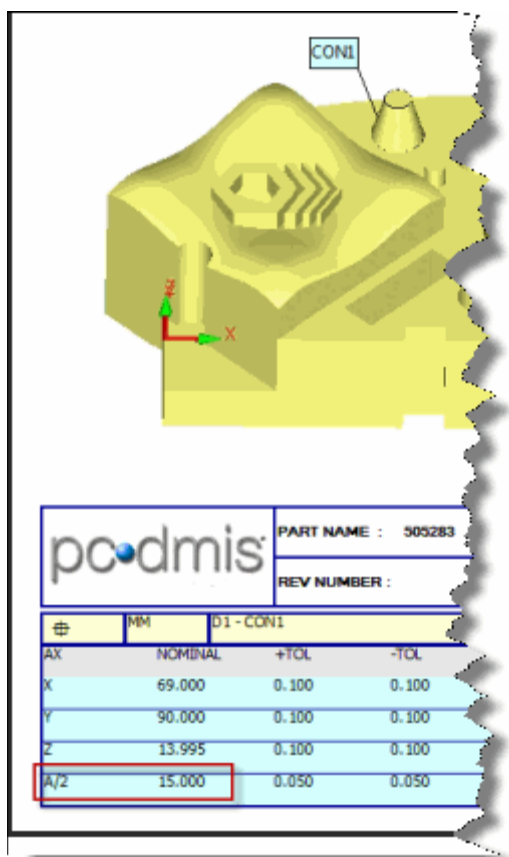 CON1
X
pc•dmis
PART NAME : 505283
REV NUMBER :
MM D1 - CON1
AX NOMINAL +TOL -TOL
X 69.000 0.100 0.100
Y 90.000 0.100 0.100
Z 13.995 0.100 0.100
A/2 15.000 0.050 0.050